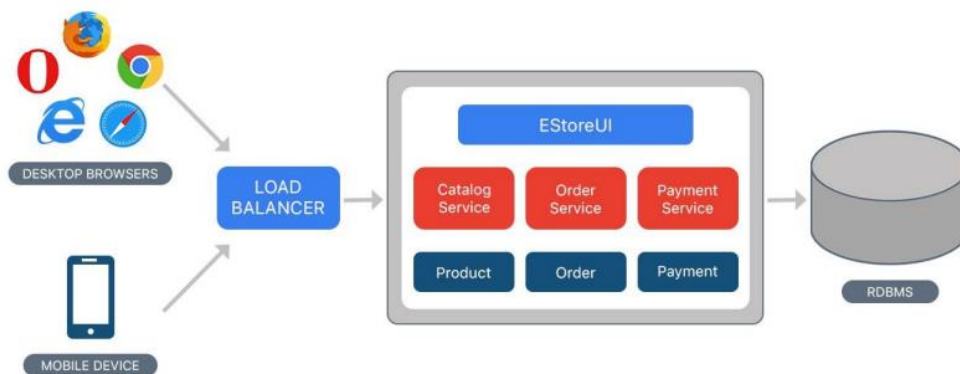 DESKTOP BROWSERS
MOBILE DEVICE
LOAD
BALANCER
EStoreUI
Catalog
Service
Order
Service
Payment
Service
Product
Order
Payment
RDBMS